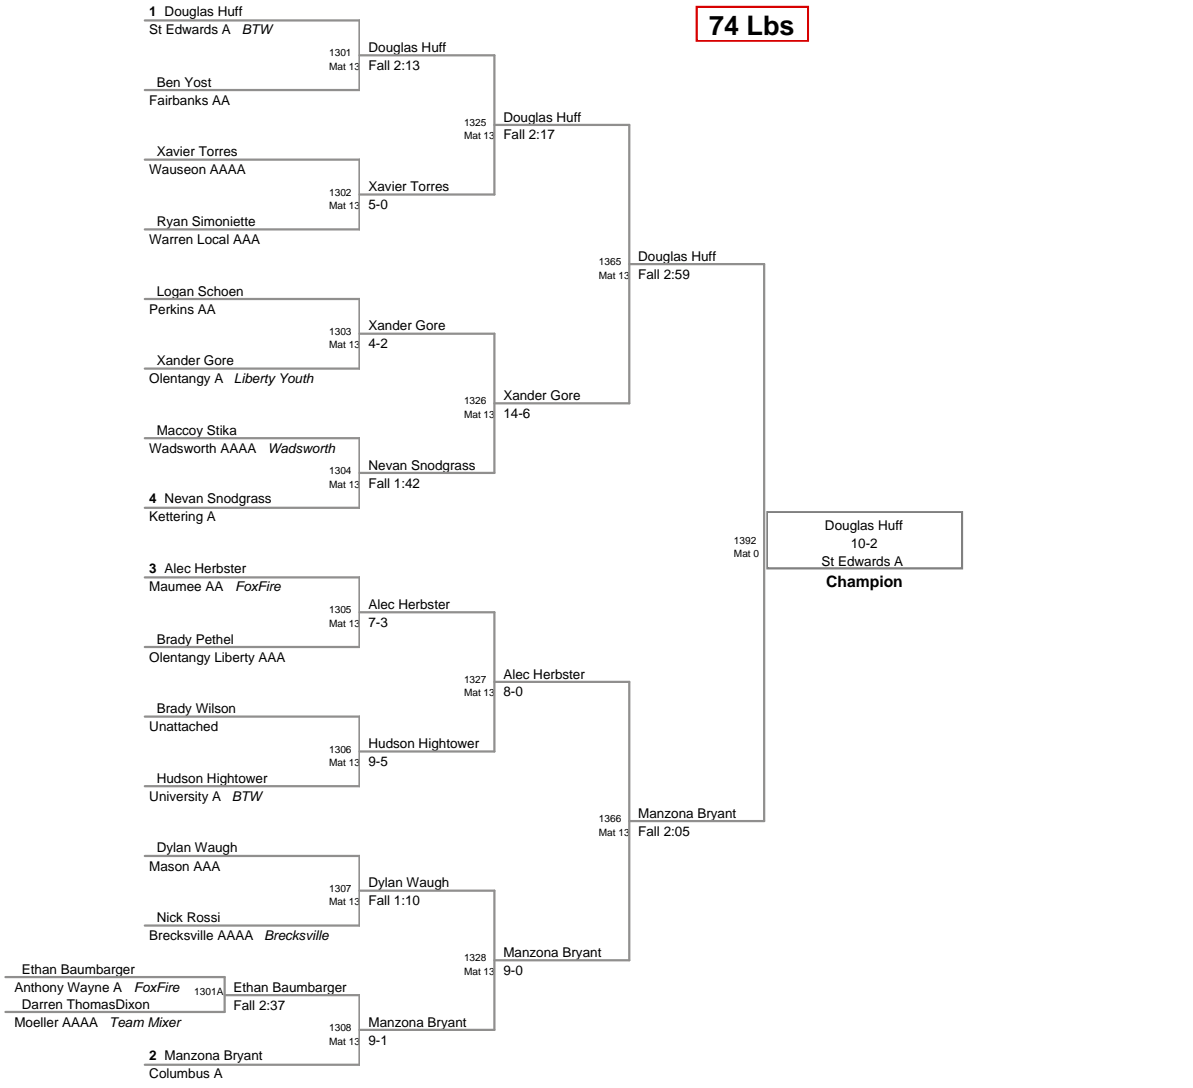 74 Lbs
1 Douglas Huff
St Edwards A BTW
1301
Mat 13
Douglas Huff
Fall 2:13
Ben Yost
Fairbanks AA
1325
Mat 13
Douglas Huff
Fall 2:17
Xavier Torres
Wauseon AAAA
1302
Mat 13
Xavier Torres
5-0
Ryan Simoniette
Warren Local AAA
1365
Mat 13
Douglas Huff
Fall 2:59
Logan Schoen
Perkins AA
1303
Mat 13
Xander Gore
4-2
Xander Gore
Olentangy A Liberty Youth
1326
Mat 13
Xander Gore
14-6
Maccoy Stika
Wadsworth AAAA Wadsworth
1304
Mat 13
Nevan Snodgrass
Fall 1:42
4 Nevan Snodgrass
Kettering A
1392
Mat 0
Douglas Huff
10-2
St Edwards A
Champion
3 Alec Herbster
Maumee AA FoxFire
1305
Mat 13
Alec Herbster
7-3
Brady Pethel
Olentangy Liberty AAA
1327
Mat 13
Alec Herbster
8-0
Brady Wilson
Unattached
1306
Mat 13
Hudson Hightower
9-5
Hudson Hightower
University A BTW
1366
Mat 13
Manzona Bryant
Fall 2:05
Dylan Waugh
Mason AAA
1307
Mat 13
Dylan Waugh
Fall 1:10
Nick Rossi
Brecksville AAAA Brecksville
1328
Mat 13
Manzona Bryant
9-0
Ethan Baumbarger
Anthony Wayne A FoxFire
1301A
Ethan Baumbarger
Fall 2:37
Darren ThomasDixon
Moeller AAAA Team Mixer
1308
Mat 13
Manzona Bryant
9-1
2 Manzona Bryant
Columbus A